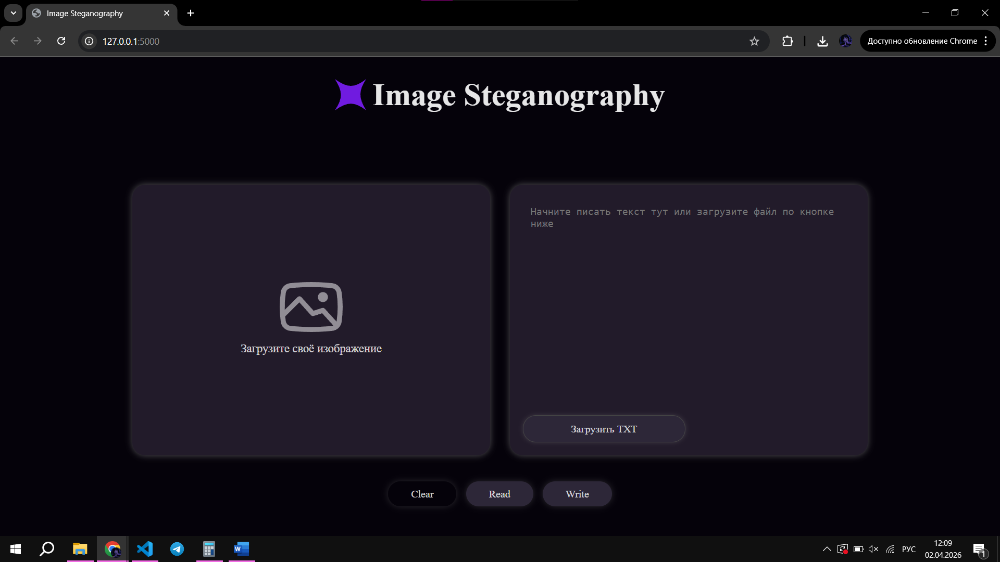 Image Steganography
127.0.0.1:5000
Доступно обновление Chrome
Image Steganography
Загрузите своё изображение
Начните писать текст тут или загрузите файл по кнопке
ниже
Загрузить TXT
Clear
Read
Write
W
РУС
12:09
02.04.2026
1